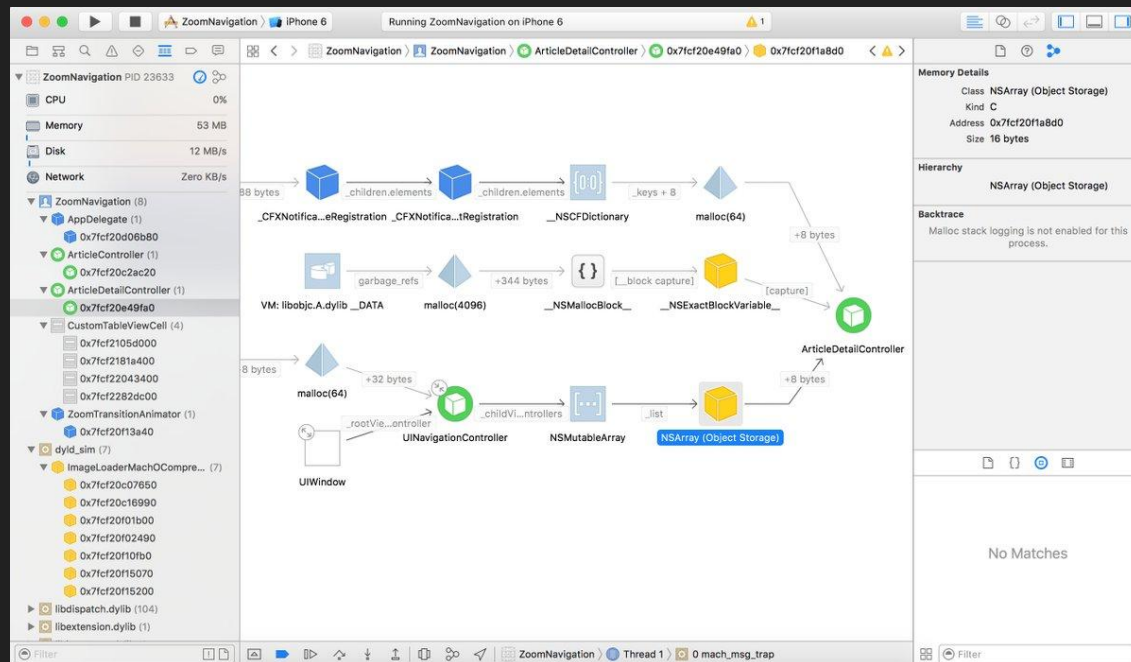 ZoomNavigation
iPhone 6
Running ZoomNavigation on iPhone 6
1
ZoomNavigation PID 23633
CPU 0%
Memory 53 MB
Disk 12 MB/s
Network Zero KB/s
ZoomNavigation (8)
AppDelegate (1)
0x7fcf20d06b80
ArticleController (1)
0x7fcf20c2ac20
ArticleDetailController (1)
0x7fcf20e49fa0
CustomTableViewCell (4)
0x7fcf2105d000
0x7fcf2181a400
0x7fcf22043400
0x7fcf2282dc00
ZoomTransitionAnimator (1)
0x7fcf20f13a40
dyld_sim (7)
ImageLoaderMachOCompre... (7)
0x7fcf20c07650
0x7fcf20c16990
0x7fcf20f01b00
0x7fcf20f02490
0x7fcf20f10fb0
0x7fcf20f15070
0x7fcf20f15200
libdispatch.dylib (104)
libextension.dylib (1)
Filter
ZoomNavigation
ZoomNavigation
ArticleDetailController
0x7fcf20e49fa0
0x7fcf20f1a8d0
88 bytes
_children.elements
_children.elements
_keys + 8
_CFXNotifica...eRegistration
_CFXNotifica...tRegistration
__NSCFDictionary
malloc(64)
+8 bytes
garbage_refs
+344 bytes
[__block capture]
[capture]
VM: libobjc.A.dylib __DATA
malloc(4096)
__NSMallocBlock__
__NSExactBlockVariable__
ArticleDetailController
8 bytes
+32 bytes
+8 bytes
malloc(64)
_rootVie...ontroller
_childVi...ntrollers
_list
UINavigationController
NSMutableArray
NSArray (Object Storage)
UIWindow
ZoomNavigation
Thread 1
0 mach_msg_trap
Memory Details
Class NSArray (Object Storage)
Kind C
Address 0x7fcf20f1a8d0
Size 16 bytes
Hierarchy
NSArray (Object Storage)
Backtrace
Malloc stack logging is not enabled for this
process.
No Matches
Filter